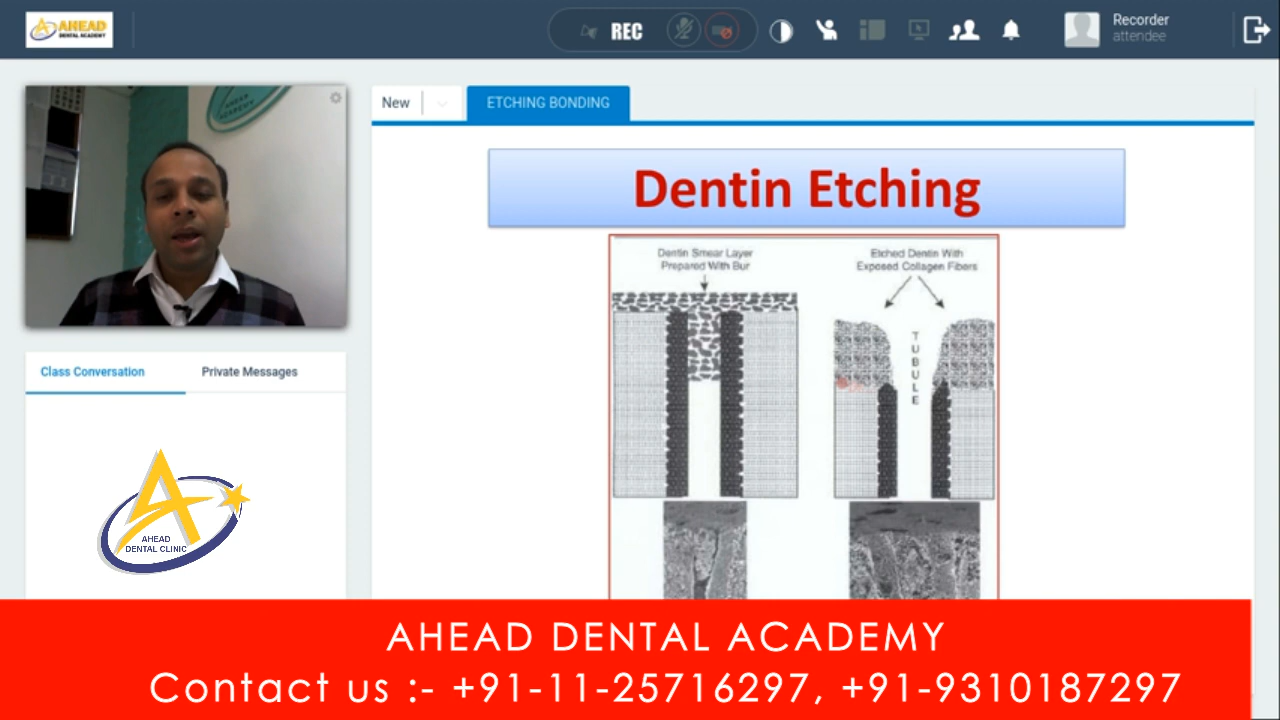 AHEAD
DENTAL ACADEMY
REC
Recorder
attendee
AHEAD
ACADEMY
New
ETCHING BONDING
Dentin Etching
Dentin Smear Layer
Prepared With Bur
Etched Dentin With
Exposed Collagen Fibers
TUBULE
Class Conversation
Private Messages
AHEAD
DENTAL CLINIC
AHEAD DENTAL ACADEMY
Contact us :- +91-11-25716297, +91-9310187297